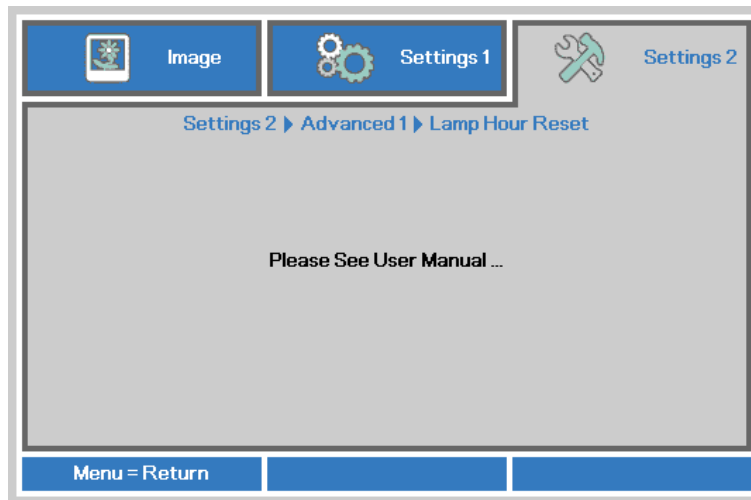 Image
Settings 1
Settings 2
Settings 2 ▶ Advanced 1 ▶ Lamp Hour Reset
Please See User Manual ...
Menu = Return